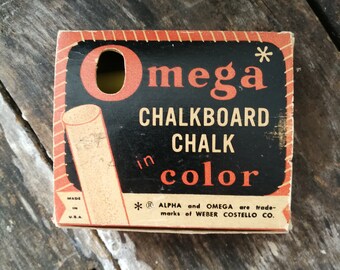 Omega*
CHALKBOARD
CHALK
in color
MADE
IN
U.S.A.
* ® ALPHA and OMEGA are trade-
marks of WEBER COSTELLO CO.